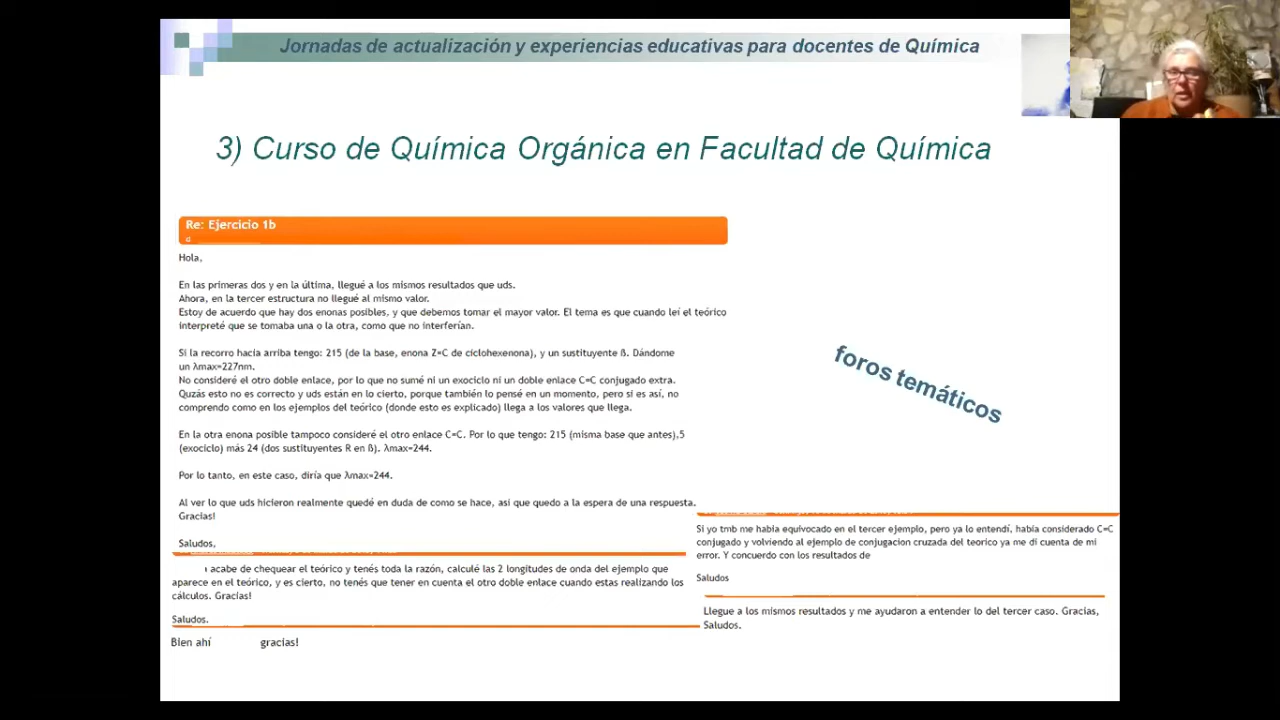 Jornadas de actualización y experiencias educativas para docentes de Química
3) Curso de Química Orgánica en Facultad de Química
Re: Ejercicio 1b
Hola,
En las primeras dos y en la última, llegué a los mismos resultados que uds.
Ahora, en la tercer estructura no llegué al mismo valor.
Estoy de acuerdo que hay dos enonas posibles, y que debemos tomar el mayor valor. El tema es que cuando leí el teórico
interpreté que se tomaba una o la otra, como que no interferían.
Si la recorro hacia arriba tengo: 215 (de la base, enona Z=C de ciclohexenona), y un sustituyente ß. Dándome
un λmax=227nm.
No consideré el otro doble enlace, por lo que no sumé ni un exociclo ni un doble enlace C=C conjugado extra.
Quzás esto no es correcto y uds están en lo cierto, porque también lo pensé en un momento, pero si es así, no
comprendo como en los ejemplos del teórico (donde esto es explicado) llega a los valores que llega.
En la otra enona posible tampoco consideré el otro enlace C=C. Por lo que tengo: 215 (misma base que antes),5
(exociclo) más 24 (dos sustituyentes R en ß). λmax=244.
Por lo tanto, en este caso, diría que λmax=244.
Al ver lo que uds hicieron realmente quedé en duda de como se hace, asi que quedo a la espera de una respuesta.
Gracias!
Saludos,
acabe de chequear el teórico y tenés toda la razón, calculé las 2 longitudes de onda del ejemplo que
aparece en el teórico, y es cierto, no tenés que tener en cuenta el otro doble enlace cuando estas realizando los
cálculos. Gracias!
Saludos.
Bien ahí gracias!
foros temáticos
Si yo tmb me habia equivocado en el tercer ejemplo, pero ya lo entendí, había considerado C=C
conjugado y volviendo al ejemplo de conjugacion cruzada del teorico ya me di cuenta de mi
error. Y concuerdo con los resultados de
Saludos
Llegue a los mismos resultados y me ayudaron a entender lo del tercer caso. Gracias,
Saludos.